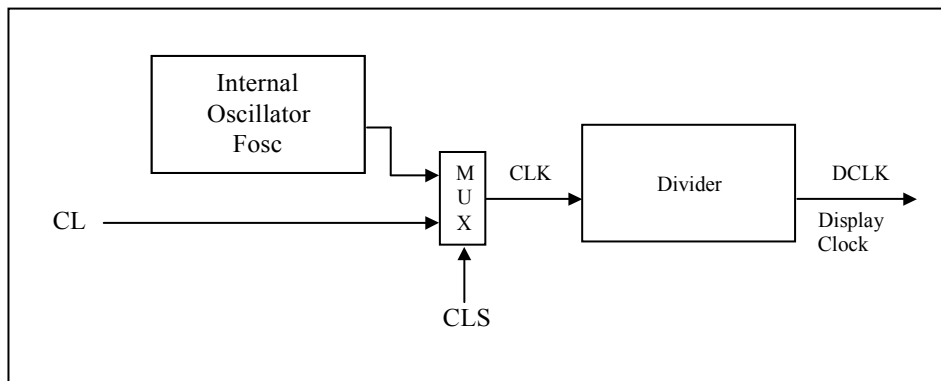 Internal
Oscillator
Fosc
CL
M
U
X
CLS
CLK
Divider
DCLK
Display
Clock